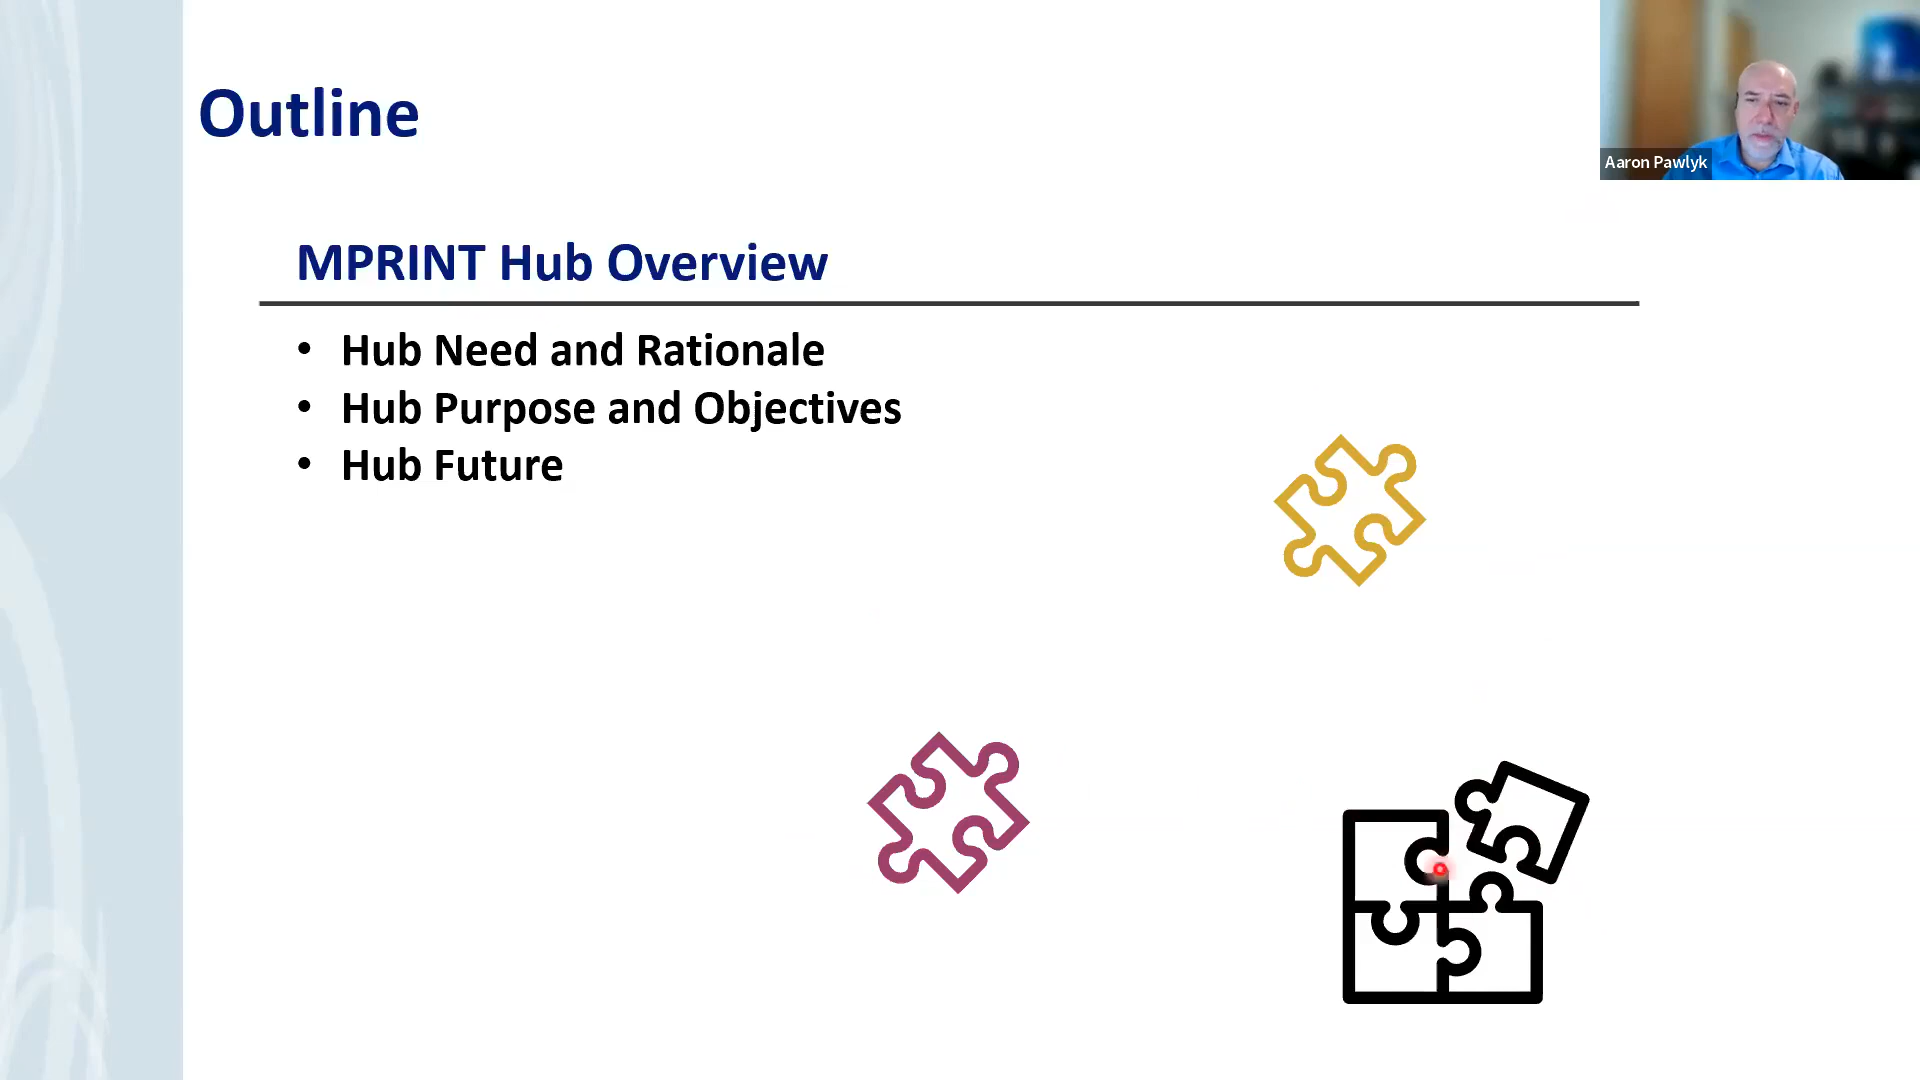 Outline
Aaron Pawlyk
MPRINT Hub Overview
• Hub Need and Rationale
• Hub Purpose and Objectives
• Hub Future